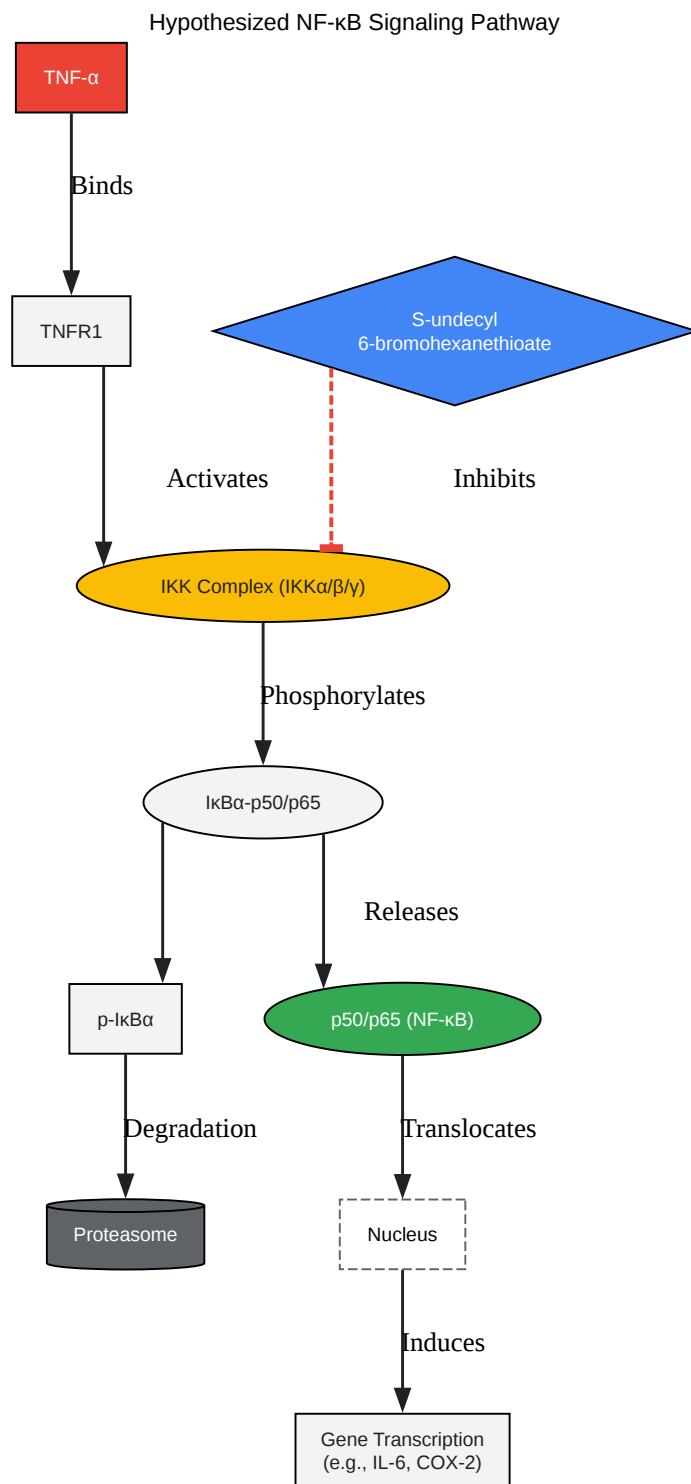 Hypothesized NF-κB Signaling Pathway
TNF-α
Binds
TNFR1
S-undecyl
6-bromohexanethioate
Activates
Inhibits
IKK Complex (IKKα/β/γ)
Phosphorylates
IκBα-p50/p65
Releases
p-IκBα
p50/p65 (NF-κB)
Degradation
Translocates
Proteasome
Nucleus
Induces
Gene Transcription
(e.g., IL-6, COX-2)